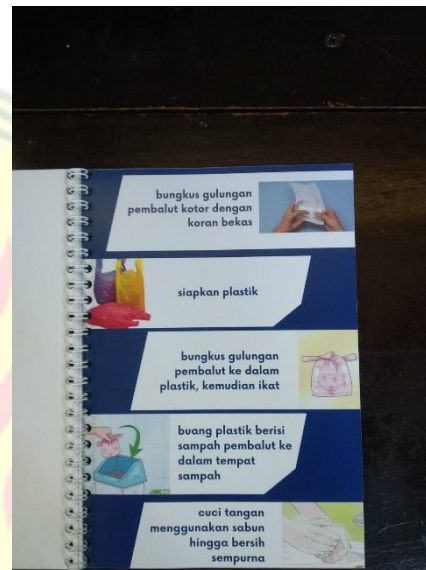 bungkus gulungan
pembalut kotor dengan
koran bekas
siapkan plastik
bungkus gulungan
pembalut ke dalam
plastik, kemudian ikat
buang plastik berisi
sampah pembalut ke
dalam tempat
sampah
cuci tangan
menggunakan sabun
hingga bersih
sempurna